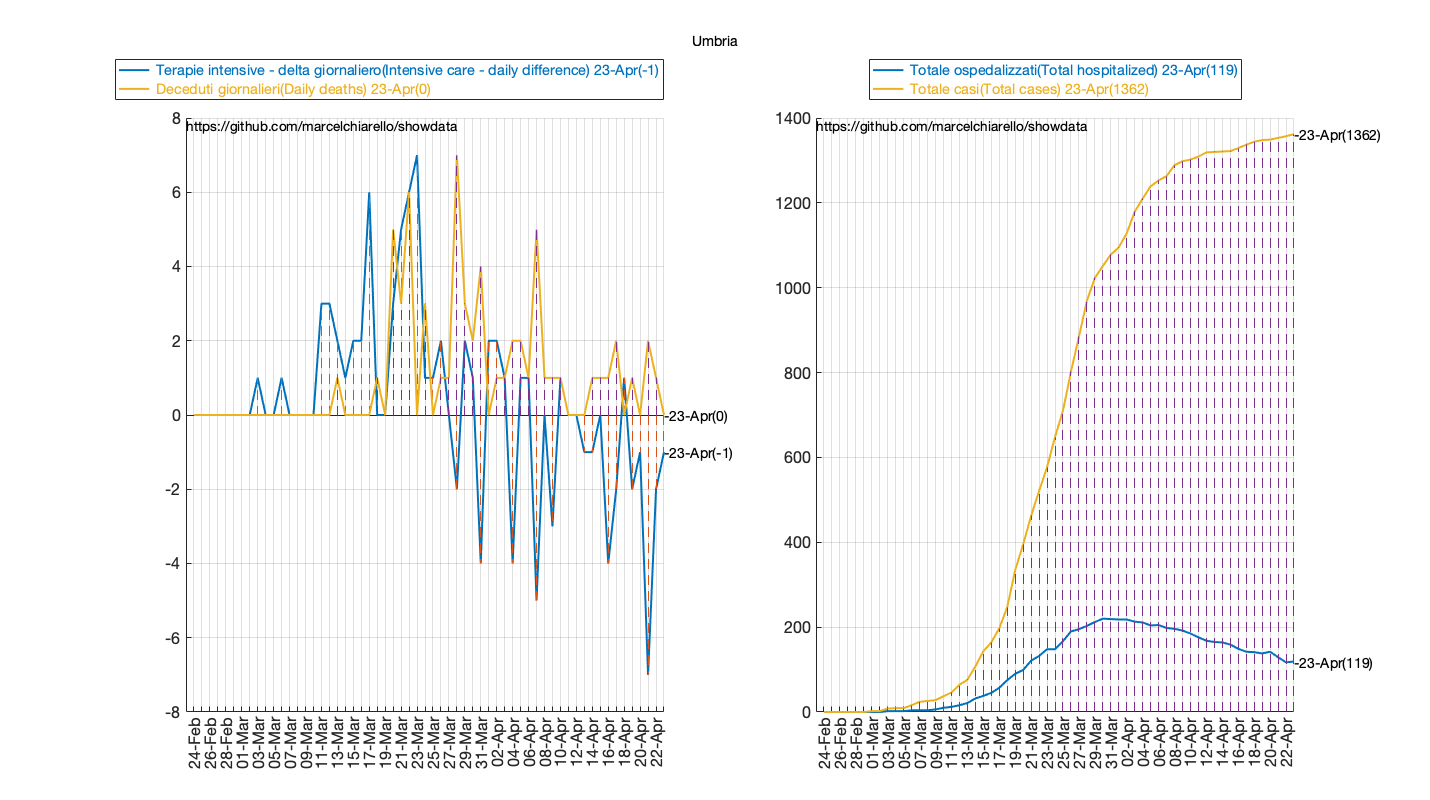 Umbria
Terapie intensive - delta giornaliero(Intensive care - daily difference) 23-Apr(-1)
Deceduti giornalieri(Daily deaths) 23-Apr(0)
https://github.com/marcelchiarello/showdata
8
6
4
2
0
-2
-4
-6
-8
-23-Apr(0)
-23-Apr(-1)
24-Feb
26-Feb
28-Feb
01-Mar
03-Mar
05-Mar
07-Mar
09-Mar
11-Mar
13-Mar
15-Mar
17-Mar
19-Mar
21-Mar
23-Mar
25-Mar
27-Mar
29-Mar
31-Mar
02-Apr
04-Apr
06-Apr
08-Apr
10-Apr
12-Apr
14-Apr
16-Apr
18-Apr
20-Apr
22-Apr
Totale ospedalizzati(Total hospitalized) 23-Apr(119)
Totale casi(Total cases) 23-Apr(1362)
https://github.com/marcelchiarello/showdata
1400
1200
1000
800
600
400
200
0
-23-Apr(1362)
-23-Apr(119)
24-Feb
26-Feb
28-Feb
01-Mar
03-Mar
05-Mar
07-Mar
09-Mar
11-Mar
13-Mar
15-Mar
17-Mar
19-Mar
21-Mar
23-Mar
25-Mar
27-Mar
29-Mar
31-Mar
02-Apr
04-Apr
06-Apr
08-Apr
10-Apr
12-Apr
14-Apr
16-Apr
18-Apr
20-Apr
22-Apr